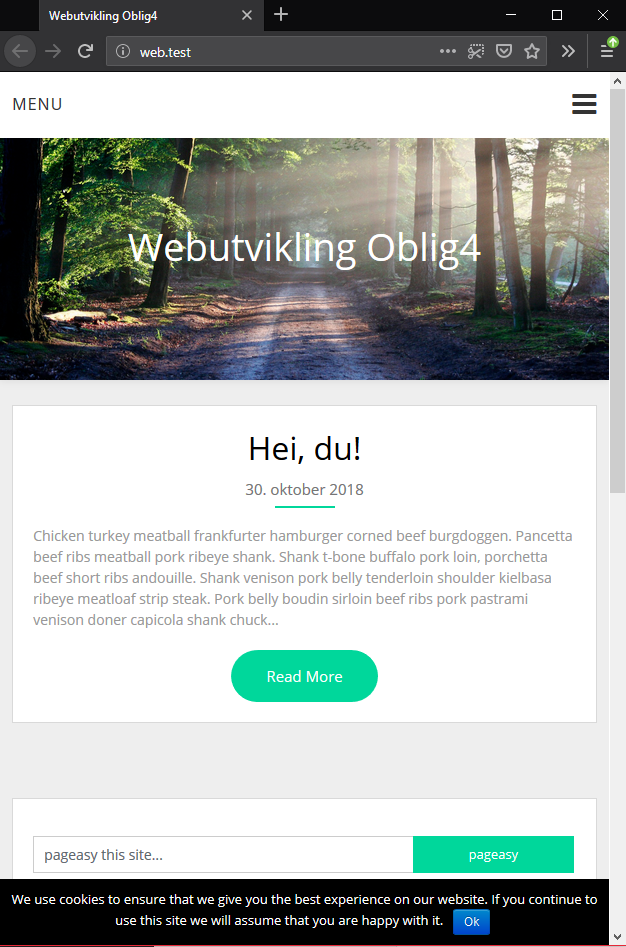 Webutvikling Oblig4
web.test
MENU
Webutvikling Oblig4
Hei, du!
30. oktober 2018
Chicken turkey meatball frankfurter hamburger corned beef burgdoggen. Pancetta
beef ribs meatball pork ribeye shank. Shank t-bone buffalo pork loin, porchetta
beef short ribs andouille. Shank venison pork belly tenderloin shoulder kielbasa
ribeye meatloaf strip steak. Pork belly boudin sirloin beef ribs pork pastrami
venison doner capicola shank chuck...
Read More
pageasy this site...
pageasy
We use cookies to ensure that we give you the best experience on our website. If you continue to
use this site we will assume that you are happy with it.
Ok